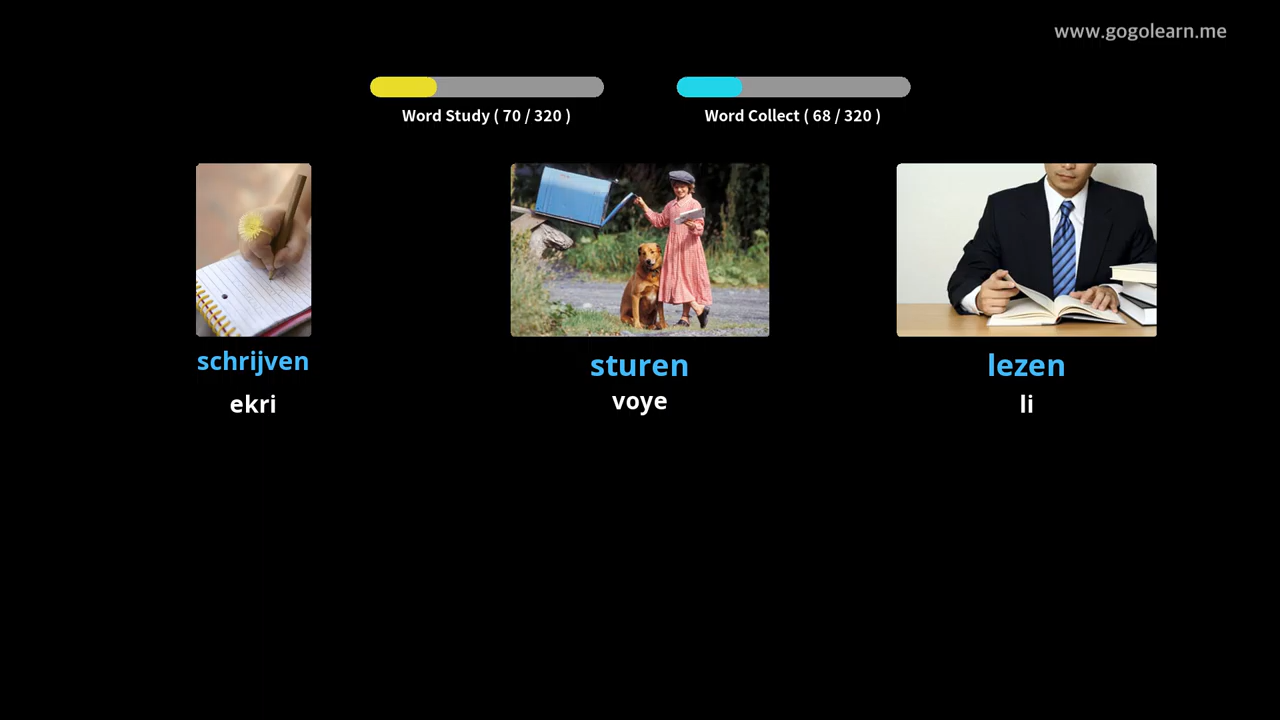 www.gogolearn.me
Word Study ( 70 / 320 )
Word Collect ( 68 / 320 )
schrijven
ekri
sturen
voye
lezen
li